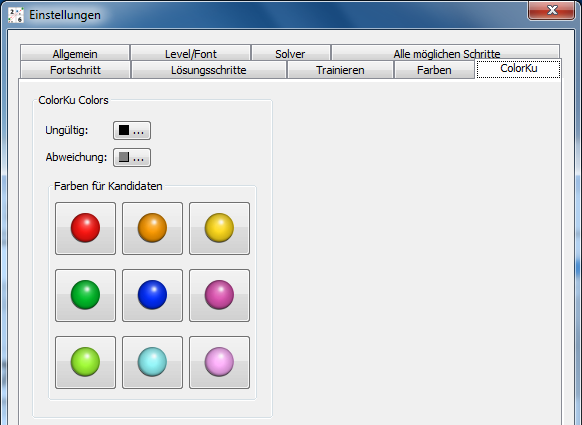 Einstellungen
Allgemein Level/Font Solver Alle möglichen Schritte
Fortschritt Lösungsschritte Trainieren Farben ColorKu
ColorKu Colors
Ungültig: ...
Abweichung: ...
Farben für Kandidaten